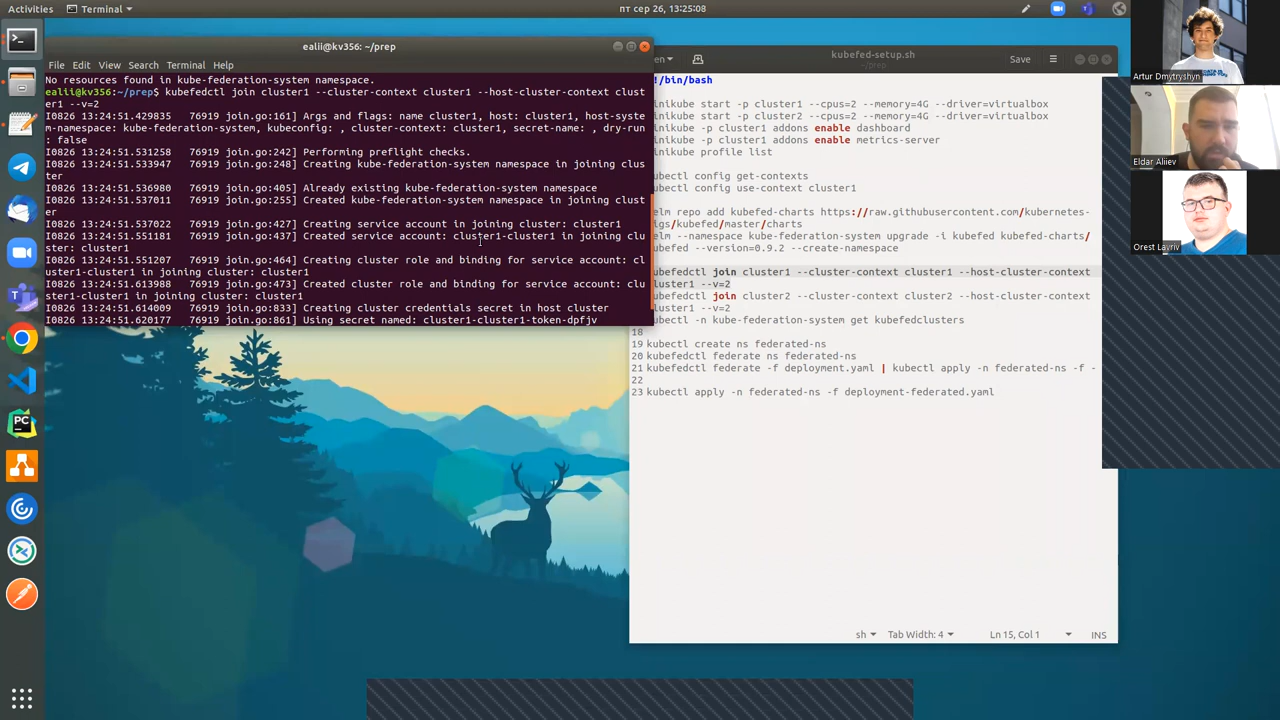 Activities
Terminal
пт сер 26, 13:25:08
ealii@kv356: ~/prep
File Edit View Search Terminal Help
No resources found in kube-federation-system namespace.
ealii@kv356:~/prep$ kubefedctl join cluster1 --cluster-context cluster1 --host-cluster-context clust
er1 --v=2
I0826 13:24:51.429835 76919 join.go:161] Args and flags: name cluster1, host: cluster1, host-syste
m-namespace: kube-federation-system, kubeconfig: , cluster-context: cluster1, secret-name: , dry-run
: false
I0826 13:24:51.531258 76919 join.go:242] Performing preflight checks.
I0826 13:24:51.533947 76919 join.go:248] Creating kube-federation-system namespace in joining clus
ter
I0826 13:24:51.536980 76919 join.go:405] Already existing kube-federation-system namespace
I0826 13:24:51.537011 76919 join.go:255] Created kube-federation-system namespace in joining clust
er
I0826 13:24:51.537022 76919 join.go:427] Creating service account in joining cluster: cluster1
I0826 13:24:51.551181 76919 join.go:437] Created service account: cluster1-cluster1 in joining clu
ster: cluster1
I0826 13:24:51.551207 76919 join.go:464] Creating cluster role and binding for service account: cl
uster1-cluster1 in joining cluster: cluster1
I0826 13:24:51.613988 76919 join.go:473] Created cluster role and binding for service account: clu
ster1-cluster1 in joining cluster: cluster1
I0826 13:24:51.614009 76919 join.go:833] Creating cluster credentials secret in host cluster
I0826 13:24:51.620177 76919 join.go:861] Using secret named: cluster1-cluster1-token-dpfjv
en
kubefed-setup.sh
~/prep
Save
!/bin/bash
inikube start -p cluster1 --cpus=2 --memory=4G --driver=virtualbox
inikube start -p cluster2 --cpus=2 --memory=4G --driver=virtualbox
inikube -p cluster1 addons enable dashboard
inikube -p cluster1 addons enable metrics-server
inikube profile list
ubectl config get-contexts
ubectl config use-context cluster1
elm repo add kubefed-charts https://raw.githubusercontent.com/kubernetes-
igs/kubefed/master/charts
elm --namespace kube-federation-system upgrade -i kubefed kubefed-charts/
ubefed --version=0.9.2 --create-namespace
ubefedctl join cluster1 --cluster-context cluster1 --host-cluster-context
luster1 --v=2
ubefedctl join cluster2 --cluster-context cluster2 --host-cluster-context
luster1 --v=2
ubectl -n kube-federation-system get kubefedclusters
18
19 kubectl create ns federated-ns
20 kubefedctl federate ns federated-ns
21 kubefedctl federate -f deployment.yaml | kubectl apply -n federated-ns -f -
22
23 kubectl apply -n federated-ns -f deployment-federated.yaml
sh Tab Width: 4 Ln 15, Col 1 INS
Artur Dmytryshyn
Eldar Aliiev
Orest Lavriv
PC